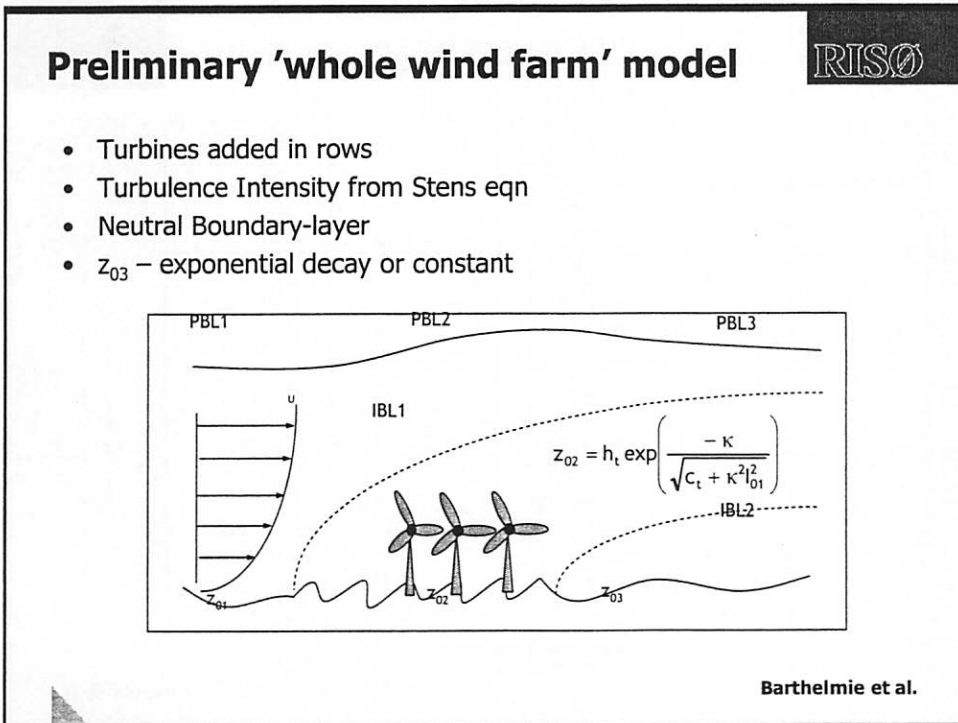 Preliminary 'whole wind farm' model
RISØ
• Turbines added in rows
• Turbulence Intensity from Stens eqn
• Neutral Boundary-layer
• z₀₃ – exponential decay or constant
PBL1 PBL2 PBL3
u
IBL1
z₀₂ = hₜ exp( −κ / √(cₜ + κ²I²₀₁) )
IBL2
z₀₁ z₀₂ z₀₃
Barthelmie et al.